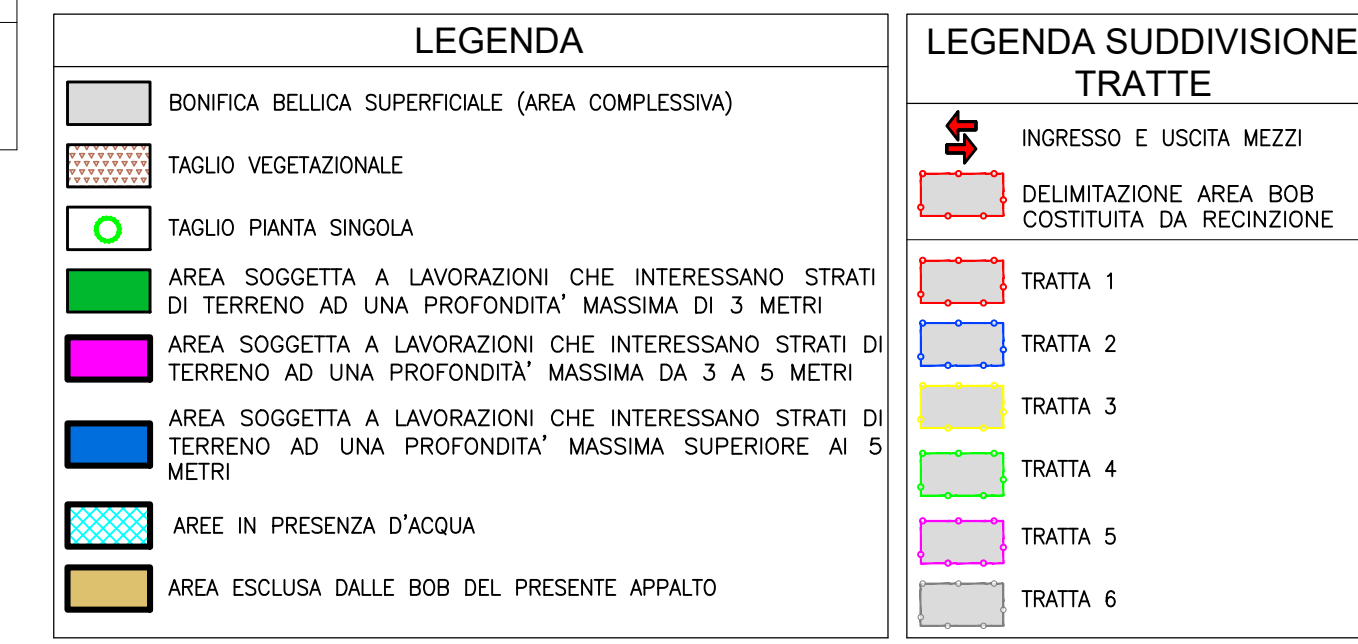 LEGENDA
BONIFICA BELLICA SUPERFICIALE (AREA COMPLESSIVA)
TAGLIO VEGETAZIONALE
TAGLIO PIANTA SINGOLA
AREA SOGGETTA A LAVORAZIONI CHE INTERESSANO STRATI
DI TERRENO AD UNA PROFONDITA' MASSIMA DI 3 METRI
AREA SOGGETTA A LAVORAZIONI CHE INTERESSANO STRATI DI
TERRENO AD UNA PROFONDITÀ' MASSIMA DA 3 A 5 METRI
AREA SOGGETTA A LAVORAZIONI CHE INTERESSANO STRATI DI
TERRENO AD UNA PROFONDITA' MASSIMA SUPERIORE AI 5
METRI
AREE IN PRESENZA D'ACQUA
AREA ESCLUSA DALLE BOB DEL PRESENTE APPALTO
LEGENDA SUDDIVISIONE
TRATTE
INGRESSO E USCITA MEZZI
DELIMITAZIONE AREA BOB
COSTITUITA DA RECINZIONE
TRATTA 1
TRATTA 2
TRATTA 3
TRATTA 4
TRATTA 5
TRATTA 6